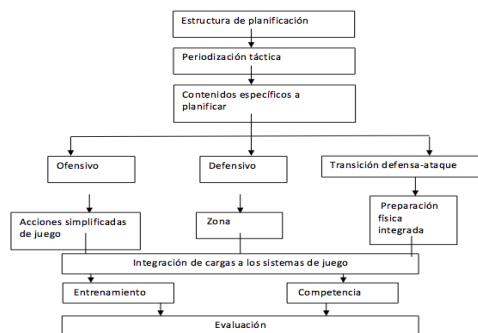 Estructura de planificación
Periodización táctica
Contenidos específicos a
planificar
Ofensivo
Defensivo
Transición defensa-ataque
Acciones simplificadas
de juego
Zona
Preparación
física
integrada
Integración de cargas a los sistemas de juego
Entrenamiento
Competencia
Evaluación